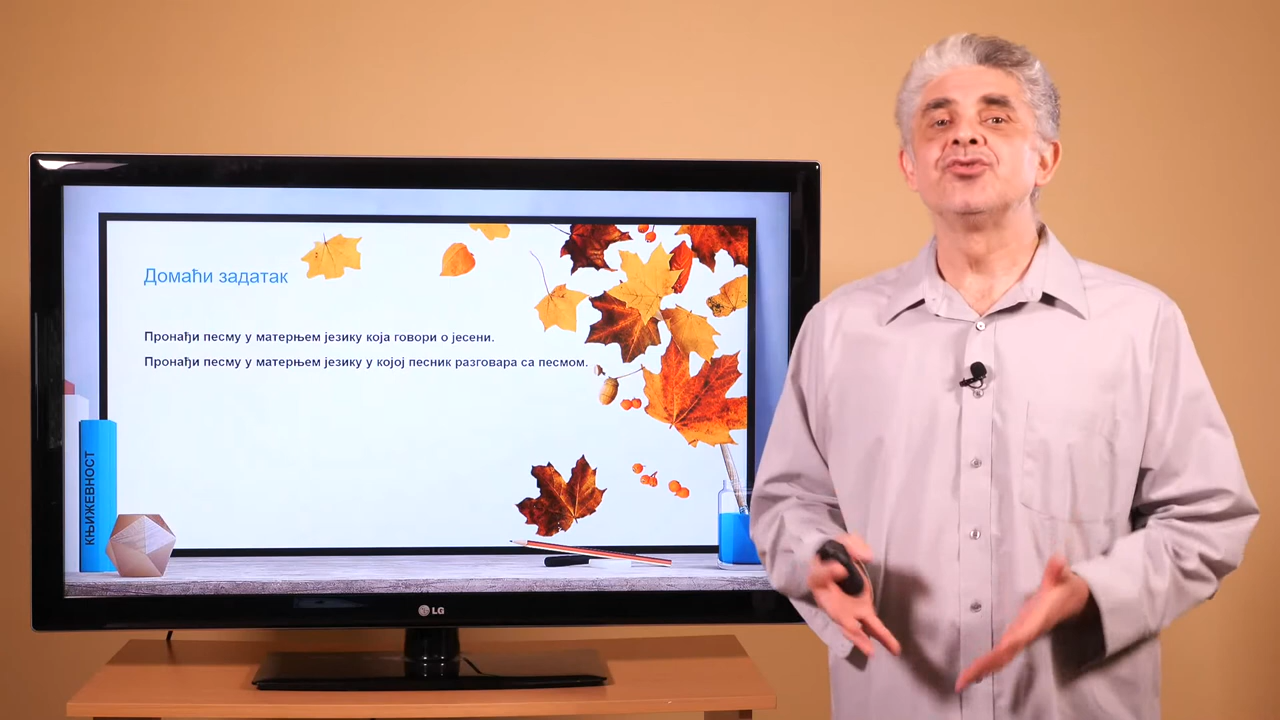 Домаћи задатак
Пронађи песму у матерњем језику која говори о јесени.
Пронађи песму у матерњем језику у којој песник разговара са песмом.
КЊИЖЕВНОСТ
LG